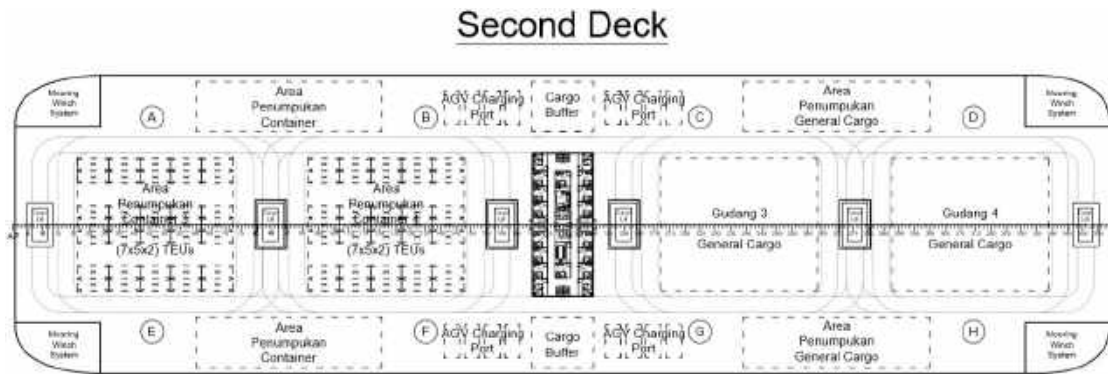 Second Deck
Mooring
Winch
System
A
Area
Penumpukan
Container
B
AGV Charging
Port
Cargo
Buffer
AGV Charging
Port
C
Area
Penumpukan
General Cargo
D
Mooring
Winch
System
Area
Penumpukan
Container
(7x5x2) TEUs
Area
Penumpukan
Container
(7x5x2) TEUs
Gudang 3
General Cargo
Gudang 4
General Cargo
Mooring
Winch
System
E
Area
Penumpukan
Container
F
AGV Charging
Port
Cargo
Buffer
AGV Charging
Port
G
Area
Penumpukan
General Cargo
H
Mooring
Winch
System